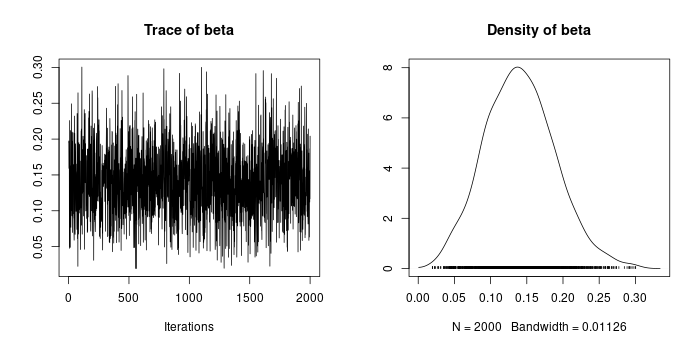 Trace of beta
0.30
0.25
0.20
0.15
0.10
0.05
0 500 1000 1500 2000
Iterations
Density of beta
8
6
4
2
0
0.00 0.05 0.10 0.15 0.20 0.25 0.30
N = 2000 Bandwidth = 0.01126